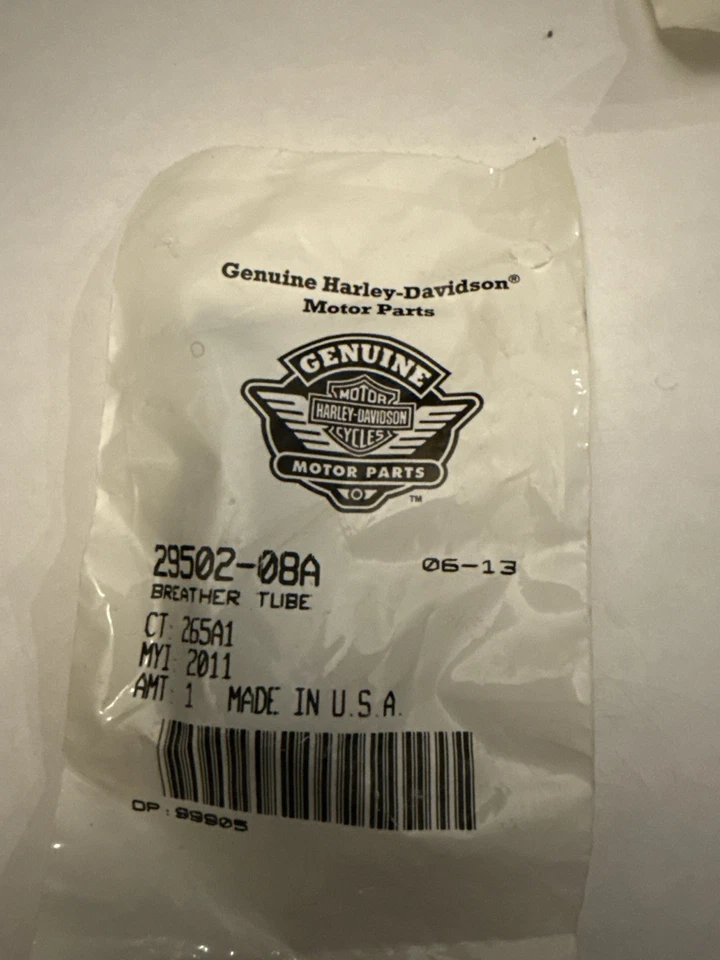 Genuine Harley-Davidson®
Motor Parts
GENUINE
MOTOR
HARLEY-DAVIDSON
CYCLES
MOTOR PARTS
TM
29502-08A 06-13
BREATHER TUBE
CT: 265A1
MYI: 2011
AMT: 1 MADE IN U.S.A.
OP: 99905